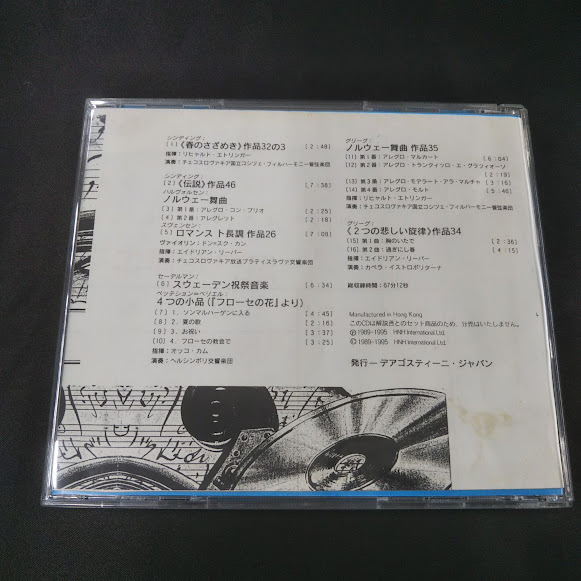 シンディング：
[1] 《春のさざめき》作品32の3 [2:48]
指揮：リヒャルト・エトリンガー
演奏：チェコスロヴァキア国立コシツェ・フィルハーモニー管弦楽団
シンディング：
[2] 《伝説》作品46 [7:38]
ハルヴォルセン：
ノルウェー舞曲
[3] 第1番：アレグロ・コン・ブリオ [2:25]
[4] 第2番：アレグレット [2:18]
スヴェンセン：
[5] ロマンス ト長調 作品26 [7:08]
ヴァイオリン：ドン=スク・カン
指揮：エイドリアン・リーパー
演奏：チェコスロヴァキア放送ブラティスラヴァ交響楽団
セーデルマン：
[6] スウェーデン祝祭音楽 [6:34]
ペッテション=ベリエル：
4つの小品(『フローセの花』より)
[7] 1. ソンマルハーゲンに入る [4:45]
[8] 2. 夏の歌 [2:16]
[9] 3. お祝い [3:37]
[10] 4. フローセの教会で [3:25]
指揮：オッコ・カム
演奏：ヘルシンボリ交響楽団
グリーグ：
ノルウェー舞曲 作品35
[11] 第1番：アレグロ・マルカート [6:04]
[12] 第2番：アレグロ・トランクィツロ・エ・グラツィオーソ
[2:19]
[13] 第3番：アレグロ・モデラート・アラ・マルチャ [3:16]
[14] 第4番：アレグロ・モルト [5:46]
指揮：リヒャルト・エトリンガー
演奏：チェコスロヴァキア国立コシツェ・フィルハーモニー管弦楽団
グリーグ：
《2つの悲しい旋律》作品34
[15] 第1曲：胸のいたで [2:36]
[16] 第2曲：過ぎにし春 [4:15]
指揮：エイドリアン・リーパー
演奏：カペラ・イストロポリターナ
総収録時間：67分12秒
Manufactured in Hong Kong
このCDは解説書とのセット商品のため、分売はいたしません。
Ⓟ1989-1995 HNH International Ltd.
©1989-1995 HNH International Ltd.
発行ーデアゴスティーニ・ジャパン